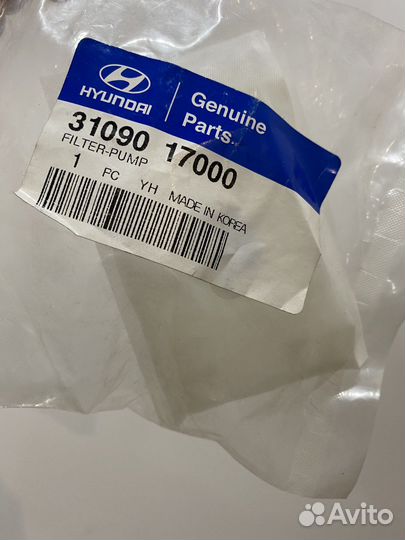 HYUNDAI
Genuine
Parts..
31090 17000
FILTER-PUMP
1 PC YH MADE IN KOREA
Avito